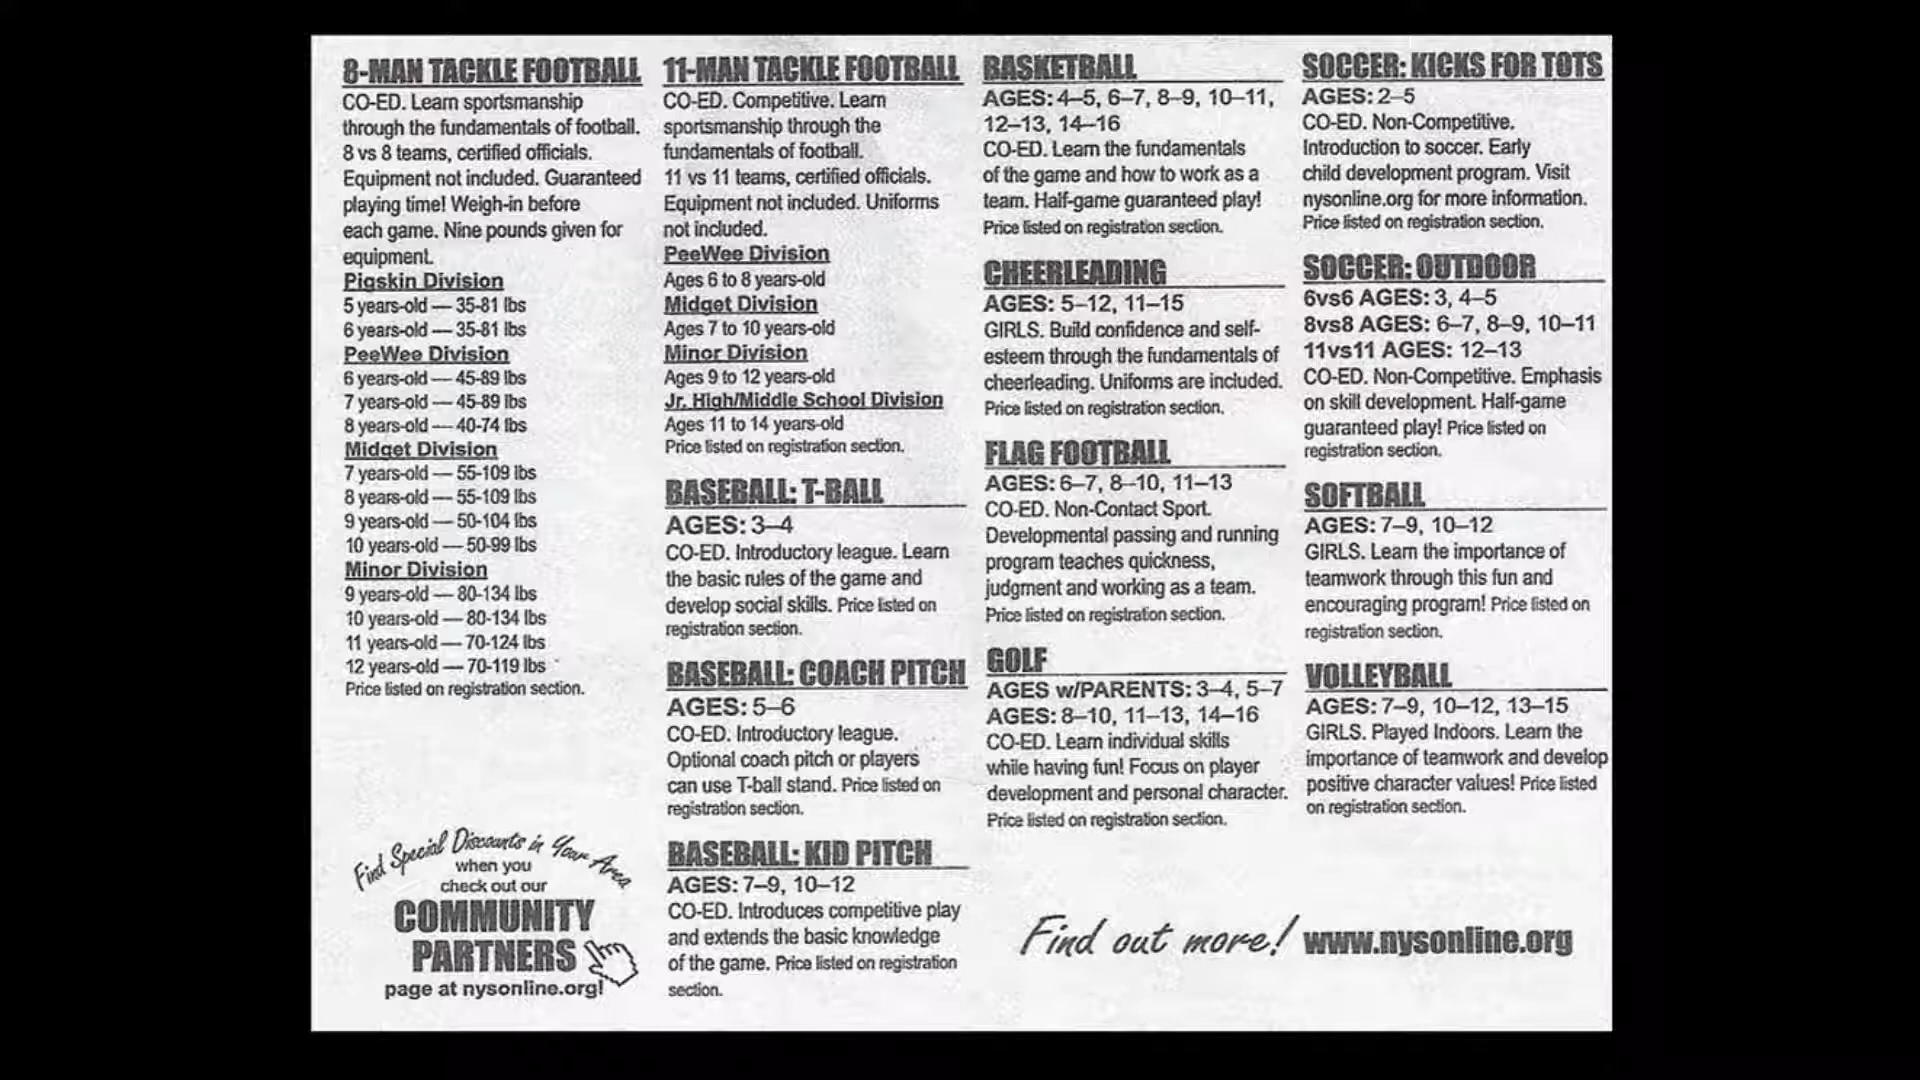 8-MAN TACKLE FOOTBALL
CO-ED. Learn sportsmanship
through the fundamentals of football.
8 vs 8 teams, certified officials.
Equipment not included. Guaranteed
playing time! Weigh-in before
each game. Nine pounds given for
equipment.
Pigskin Division
5 years-old — 35-81 lbs
6 years-old — 35-81 lbs
PeeWee Division
6 years-old — 45-89 lbs
7 years-old — 45-89 lbs
8 years-old — 40-74 lbs
Midget Division
7 years-old — 55-109 lbs
8 years-old — 55-109 lbs
9 years-old — 50-104 lbs
10 years-old — 50-99 lbs
Minor Division
9 years-old — 80-134 lbs
10 years-old — 80-134 lbs
11 years-old — 70-124 lbs
12 years-old — 70-119 lbs
Price listed on registration section.
Find Special Discounts in Your Area
when you
check out our
COMMUNITY
PARTNERS
page at nysonline.org!
11-MAN TACKLE FOOTBALL
CO-ED. Competitive. Learn
sportsmanship through the
fundamentals of football.
11 vs 11 teams, certified officials.
Equipment not included. Uniforms
not included.
PeeWee Division
Ages 6 to 8 years-old
Midget Division
Ages 7 to 10 years-old
Minor Division
Ages 9 to 12 years-old
Jr. High/Middle School Division
Ages 11 to 14 years-old
Price listed on registration section.
BASEBALL: T-BALL
AGES: 3–4
CO-ED. Introductory league. Learn
the basic rules of the game and
develop social skills. Price listed on
registration section.
BASEBALL: COACH PITCH
AGES: 5–6
CO-ED. Introductory league.
Optional coach pitch or players
can use T-ball stand. Price listed on
registration section.
BASEBALL: KID PITCH
AGES: 7–9, 10–12
CO-ED. Introduces competitive play
and extends the basic knowledge
of the game. Price listed on registration
section.
BASKETBALL
AGES: 4–5, 6–7, 8–9, 10–11,
12–13, 14–16
CO-ED. Learn the fundamentals
of the game and how to work as a
team. Half-game guaranteed play!
Price listed on registration section.
CHEERLEADING
AGES: 5–12, 11–15
GIRLS. Build confidence and self-
esteem through the fundamentals of
cheerleading. Uniforms are included.
Price listed on registration section.
FLAG FOOTBALL
AGES: 6–7, 8–10, 11–13
CO-ED. Non-Contact Sport.
Developmental passing and running
program teaches quickness,
judgment and working as a team.
Price listed on registration section.
GOLF
AGES w/PARENTS: 3–4, 5–7
AGES: 8–10, 11–13, 14–16
CO-ED. Learn individual skills
while having fun! Focus on player
development and personal character.
Price listed on registration section.
SOCCER: KICKS FOR TOTS
AGES: 2–5
CO-ED. Non-Competitive.
Introduction to soccer. Early
child development program. Visit
nysonline.org for more information.
Price listed on registration section.
SOCCER: OUTDOOR
6vs6 AGES: 3, 4–5
8vs8 AGES: 6–7, 8–9, 10–11
11vs11 AGES: 12–13
CO-ED. Non-Competitive. Emphasis
on skill development. Half-game
guaranteed play! Price listed on
registration section.
SOFTBALL
AGES: 7–9, 10–12
GIRLS. Learn the importance of
teamwork through this fun and
encouraging program! Price listed on
registration section.
VOLLEYBALL
AGES: 7–9, 10–12, 13–15
GIRLS. Played Indoors. Learn the
importance of teamwork and develop
positive character values! Price listed
on registration section.
Find out more! www.nysonline.org